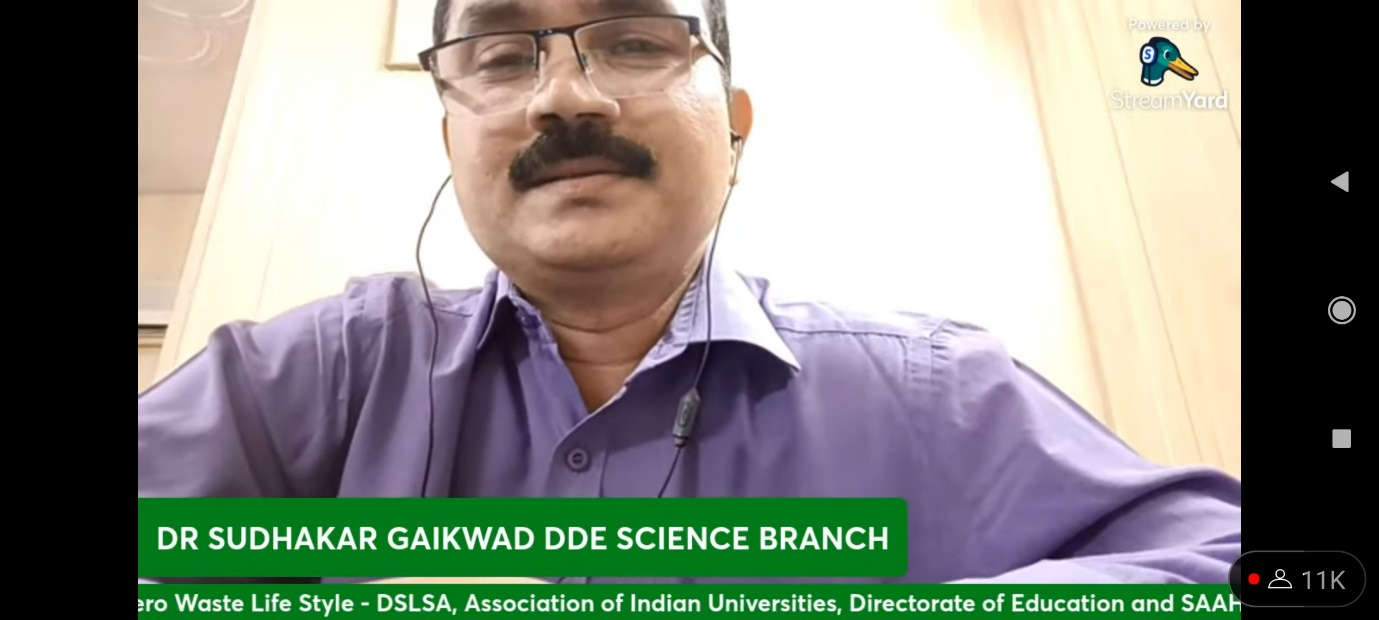 Powered by
S
StreamYard
DR SUDHAKAR GAIKWAD DDE SCIENCE BRANCH
11K
ero Waste Life Style - DSLSA, Association of Indian Universities, Directorate of Education and SAAH